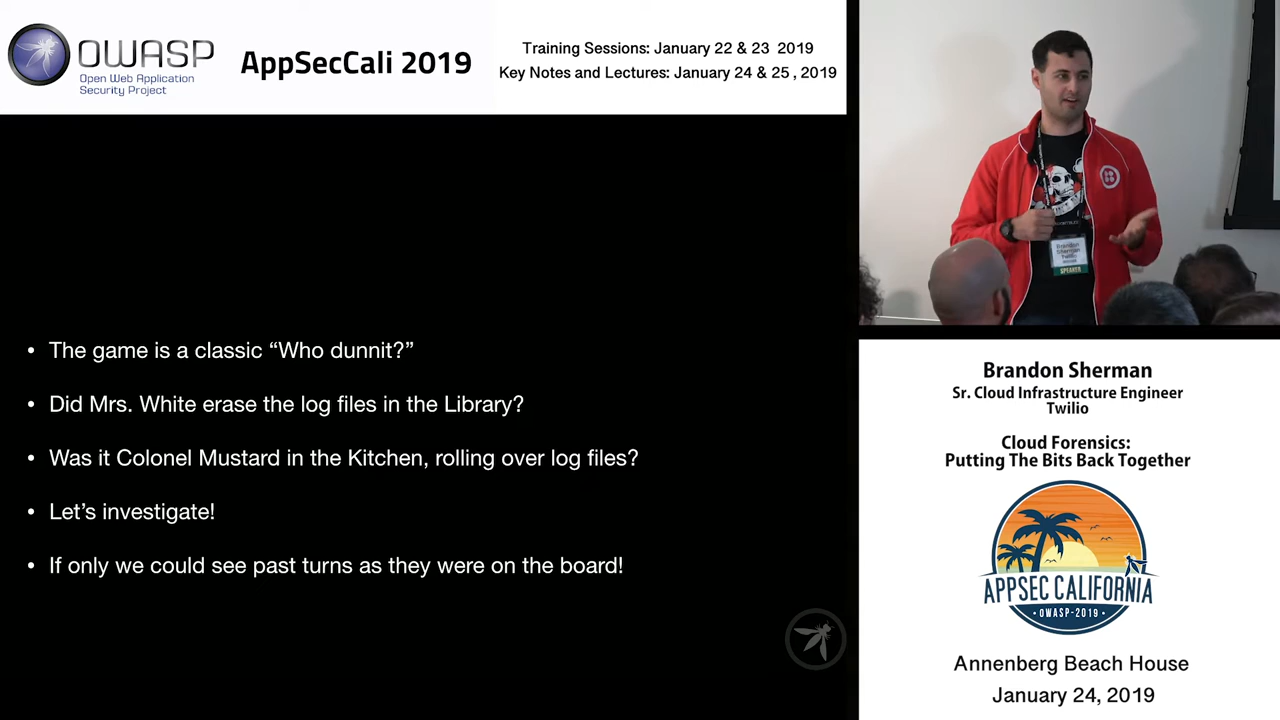 OWASP
Open Web Application
Security Project
AppSecCali 2019
Training Sessions: January 22 & 23 2019
Key Notes and Lectures: January 24 & 25 , 2019
• The game is a classic “Who dunnit?”
• Did Mrs. White erase the log files in the Library?
• Was it Colonel Mustard in the Kitchen, rolling over log files?
• Let’s investigate!
• If only we could see past turns as they were on the board!
Brandon
Sherman
Twilio
SPEAKER
Brandon Sherman
Sr. Cloud Infrastructure Engineer
Twilio
Cloud Forensics:
Putting The Bits Back Together
APPSEC CALIFORNIA
• OWASP-2019 •
Annenberg Beach House
January 24, 2019